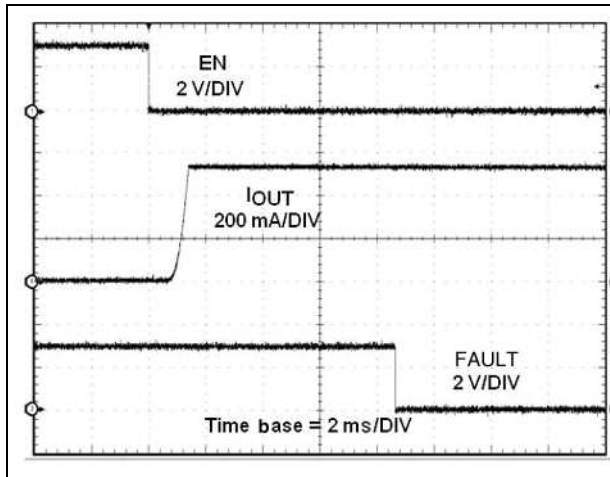 EN
2 V/DIV
IOUT
200 mA/DIV
FAULT
2 V/DIV
Time base = 2 ms/DIV